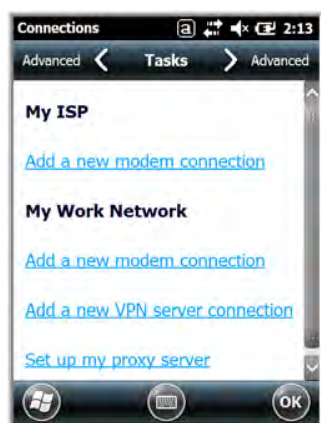 Connections a 2:13
Advanced Tasks Advanced
My ISP
Add a new modem connection
My Work Network
Add a new modem connection
Add a new VPN server connection
Set up my proxy server
OK